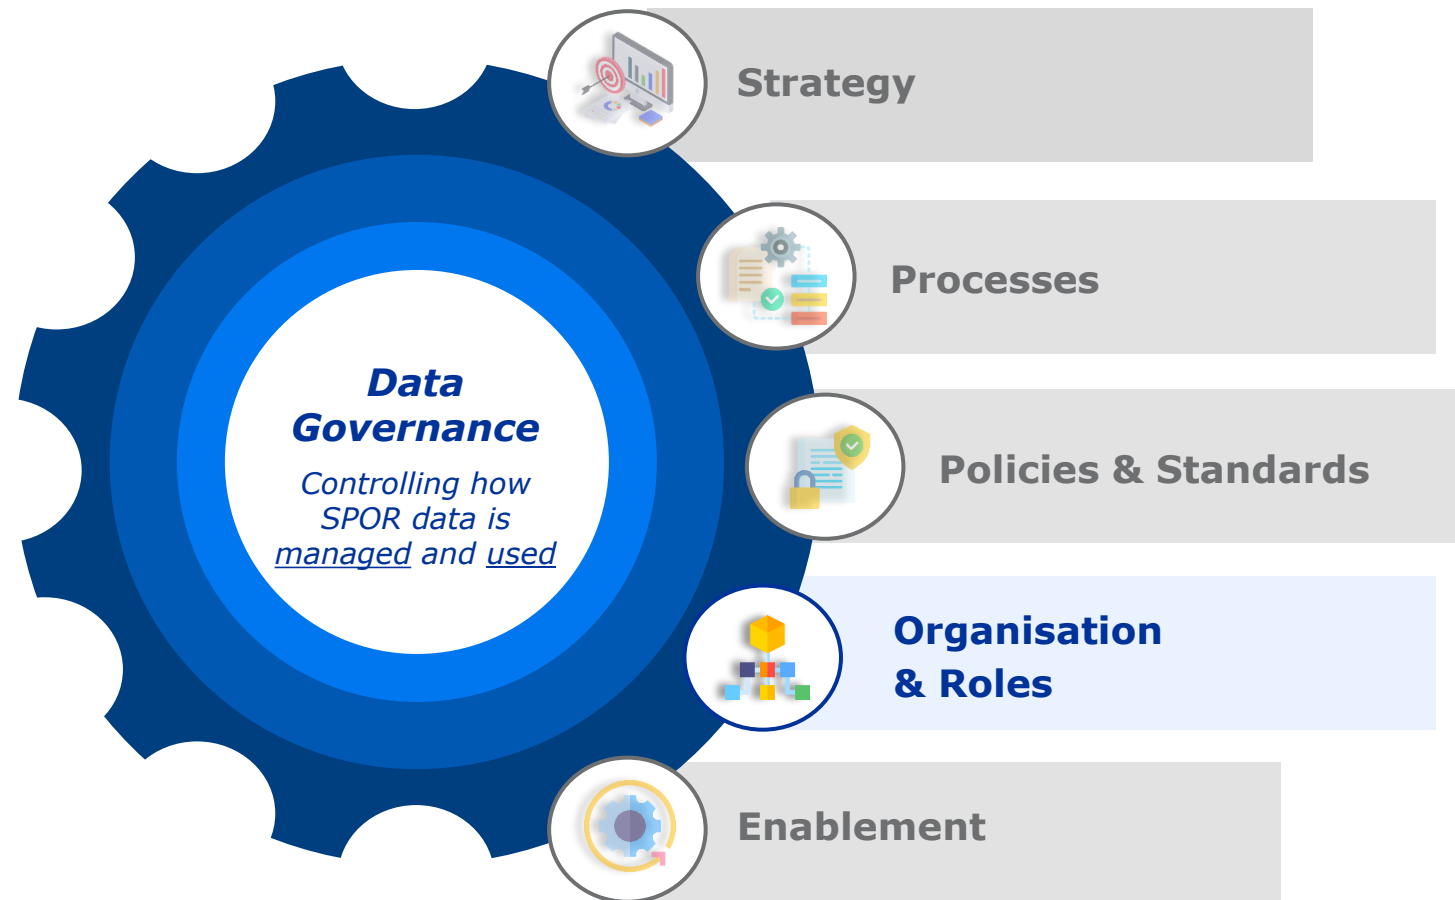 Strategy
Processes
Data
Governance
Controlling how
SPOR data is
managed and used
Policies & Standards
Organisation
& Roles
Enablement